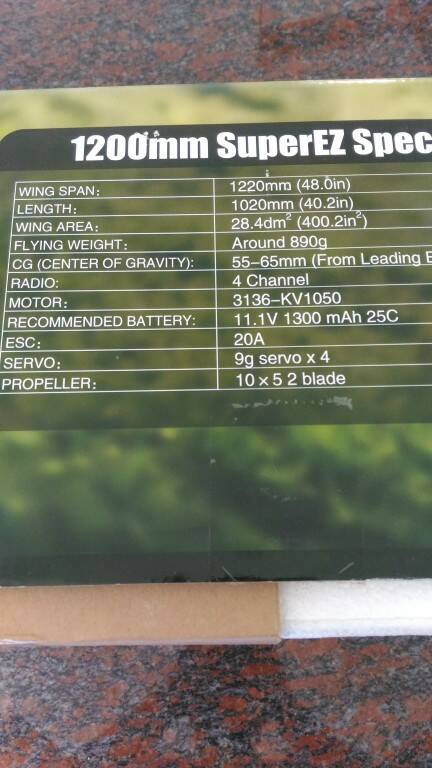 1200mm SuperEZ Spec
WING SPAN: 1220mm (48.0in)
LENGTH: 1020mm (40.2in)
WING AREA: 28.4dm² (400.2in²)
FLYING WEIGHT: Around 890g
CG (CENTER OF GRAVITY): 55-65mm (From Leading E
RADIO: 4 Channel
MOTOR: 3136-KV1050
RECOMMENDED BATTERY: 11.1V 1300 mAh 25C
ESC: 20A
SERVO: 9g servo x 4
PROPELLER: 10 x 5 2 blade